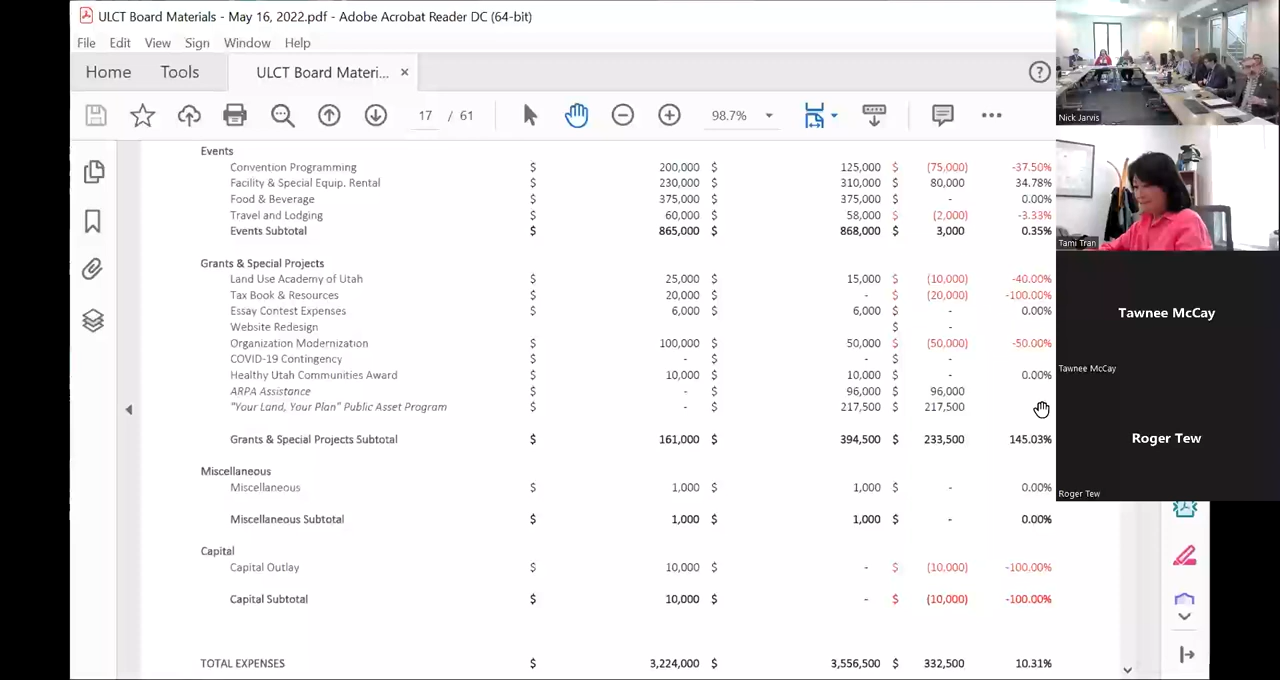 ULCT Board Materials - May 16, 2022.pdf - Adobe Acrobat Reader DC (64-bit)
File Edit View Sign Window Help
Home Tools ULCT Board Materi... ×
17 / 61 98.7%
Events
Convention Programming $ 200,000 $ 125,000 $ (75,000) -37.50%
Facility & Special Equip. Rental $ 230,000 $ 310,000 $ 80,000 34.78%
Food & Beverage $ 375,000 $ 375,000 $ - 0.00%
Travel and Lodging $ 60,000 $ 58,000 $ (2,000) -3.33%
Events Subtotal $ 865,000 $ 868,000 $ 3,000 0.35%
Grants & Special Projects
Land Use Academy of Utah $ 25,000 $ 15,000 $ (10,000) -40.00%
Tax Book & Resources $ 20,000 $ - $ (20,000) -100.00%
Essay Contest Expenses $ 6,000 $ 6,000 $ - 0.00%
Website Redesign $ -
Organization Modernization $ 100,000 $ 50,000 $ (50,000) -50.00%
COVID-19 Contingency $ - $ - $ -
Healthy Utah Communities Award $ 10,000 $ 10,000 $ - 0.00%
ARPA Assistance $ - $ 96,000 $ 96,000
"Your Land, Your Plan" Public Asset Program $ - $ 217,500 $ 217,500
Grants & Special Projects Subtotal $ 161,000 $ 394,500 $ 233,500 145.03%
Miscellaneous
Miscellaneous $ 1,000 $ 1,000 $ - 0.00%
Miscellaneous Subtotal $ 1,000 $ 1,000 $ - 0.00%
Capital
Capital Outlay $ 10,000 $ - $ (10,000) -100.00%
Capital Subtotal $ 10,000 $ - $ (10,000) -100.00%
TOTAL EXPENSES $ 3,224,000 $ 3,556,500 $ 332,500 10.31%
Nick Jarvis
Tami Tran
Tawnee McCay
Tawnee McCay
Roger Tew
Roger Tew